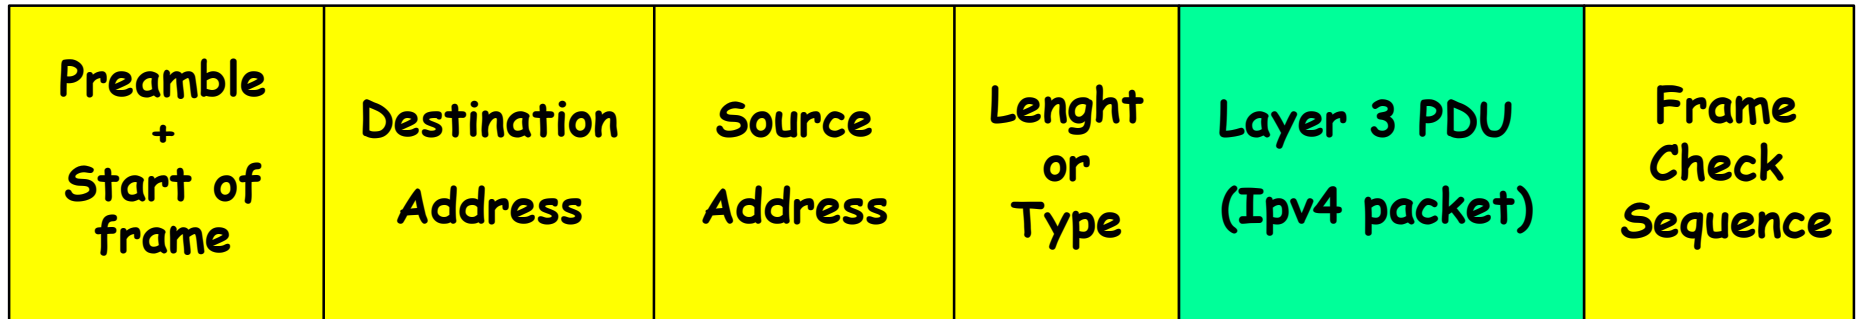 Preamble
+
Start of
frame
Destination
Address
Source
Address
Lenght
or
Type
Layer 3 PDU
(Ipv4 packet)
Frame
Check
Sequence